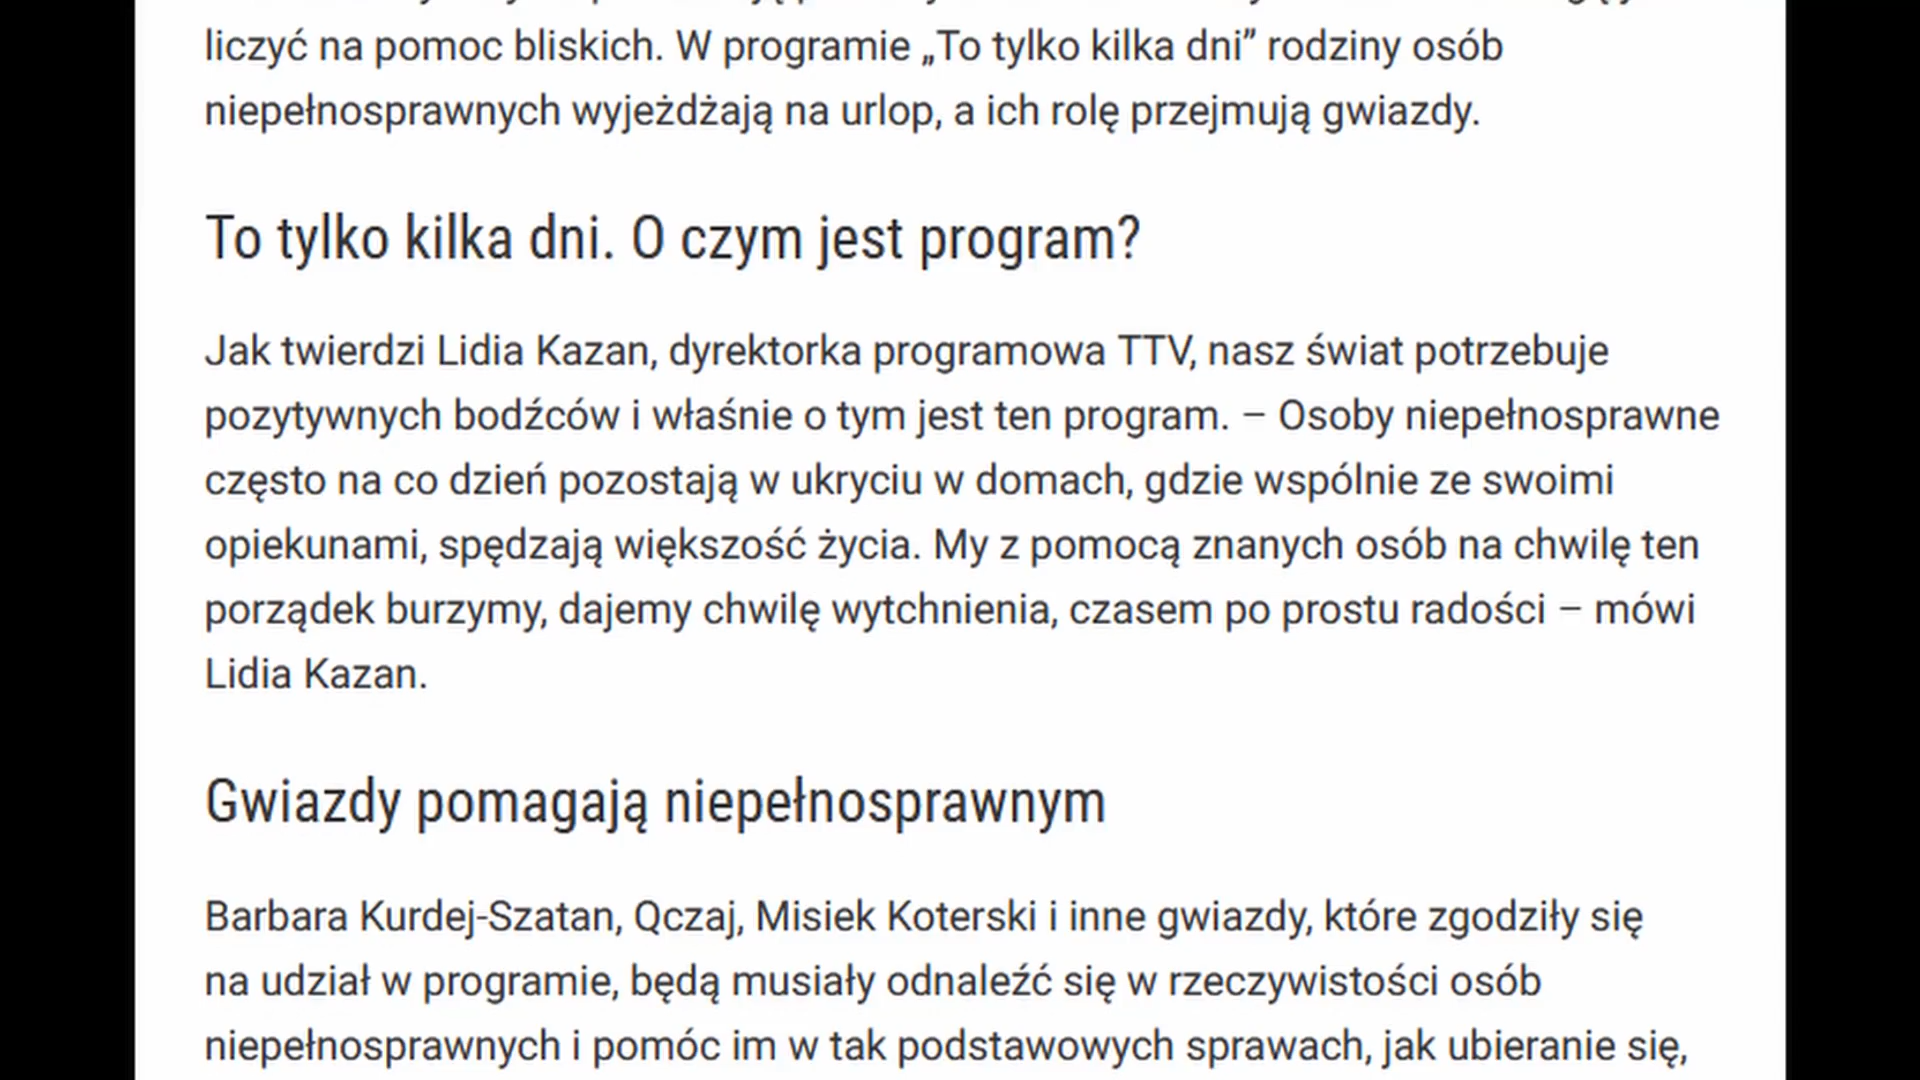 liczyć na pomoc bliskich. W programie „To tylko kilka dni” rodziny osób
niepełnosprawnych wyjeżdżają na urlop, a ich rolę przejmują gwiazdy.
To tylko kilka dni. O czym jest program?
Jak twierdzi Lidia Kazan, dyrektorka programowa TTV, nasz świat potrzebuje
pozytywnych bodźców i właśnie o tym jest ten program. – Osoby niepełnosprawne
często na co dzień pozostają w ukryciu w domach, gdzie wspólnie ze swoimi
opiekunami, spędzają większość życia. My z pomocą znanych osób na chwilę ten
porządek burzymy, dajemy chwilę wytchnienia, czasem po prostu radości – mówi
Lidia Kazan.
Gwiazdy pomagają niepełnosprawnym
Barbara Kurdej-Szatan, Qczaj, Misiek Koterski i inne gwiazdy, które zgodziły się
na udział w programie, będą musiały odnaleźć się w rzeczywistości osób
niepełnosprawnych i pomóc im w tak podstawowych sprawach, jak ubieranie się,